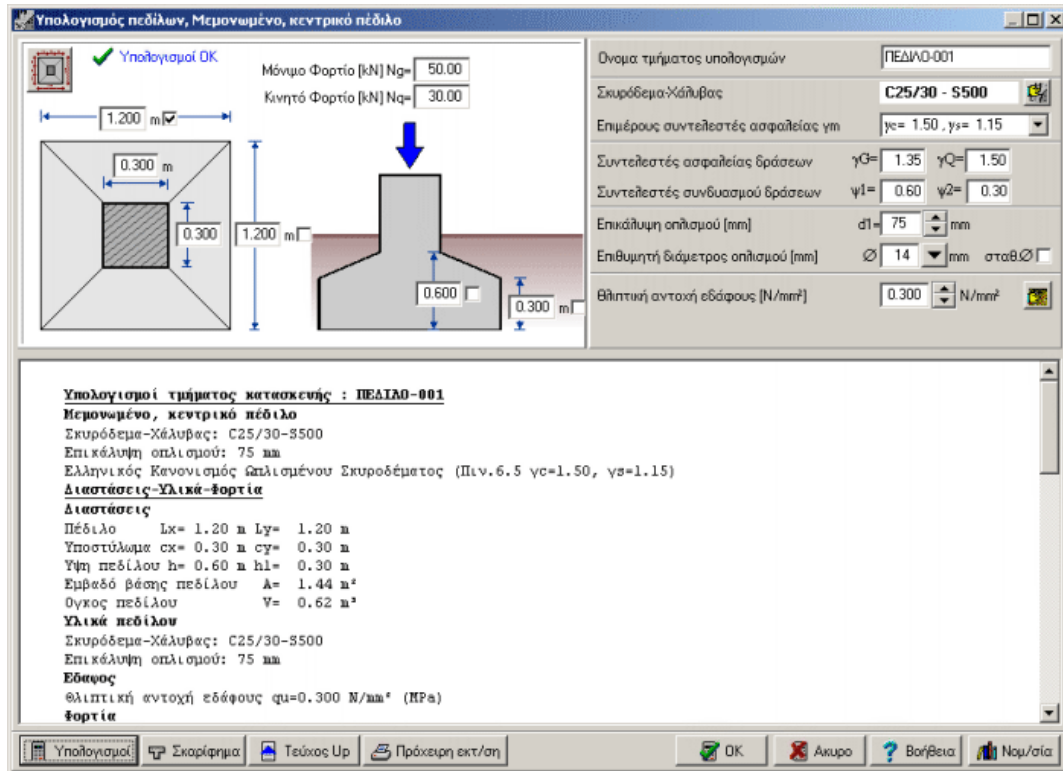 Υπολογισμός πεδίλων, Μεμονωμένο, κεντρικό πέδιλο
Υπολογισμοί OK
Μόνιμο Φορτίο [kN] Ng= 50.00
Κινητό Φορτίο [kN] Nq= 30.00
1.200 m
0.300 m
0.300
1.200 m
0.600
0.300 m
Ονομα τμήματος υπολογισμών ΠΕΔΙΛΟ-001
Σκυρόδεμα-Χάλυβας C25/30 - S500
Επιμέρους συντελεστές ασφαλείας γm γc= 1.50 , γs= 1.15
Συντελεστές ασφαλείας δράσεων γG= 1.35 γQ= 1.50
Συντελεστές συνδυασμού δράσεων ψ1= 0.60 ψ2= 0.30
Επικάλυψη οπλισμού [mm] d1= 75 mm
Επιθυμητή διάμετρος οπλισμού [mm] Ø 14 mm σταθ.Ø
Θλιπτική αντοχή εδάφους [N/mm²] 0.300 N/mm²
Υπολογισμοί τμήματος κατασκευής : ΠΕΔΙΛΟ-001
Μεμονωμένο, κεντρικό πέδιλο
Σκυρόδεμα-Χάλυβας: C25/30-S500
Επικάλυψη οπλισμού: 75 mm
Ελληνικός Κανονισμός Ωπλισμένου Σκυροδέματος (Πιν.6.5 γc=1.50, γs=1.15)
Διαστάσεις-Υλικά-Φορτία
Διαστάσεις
Πέδιλο Lx= 1.20 m Ly= 1.20 m
Υποστύλωμα cx= 0.30 m cy= 0.30 m
Υψη πεδίλου h= 0.60 m h1= 0.30 m
Εμβαδό βάσης πεδίλου A= 1.44 m²
Ογκος πεδίλου V= 0.62 m³
Υλικά πεδίλου
Σκυρόδεμα-Χάλυβας: C25/30-S500
Επικάλυψη οπλισμού: 75 mm
Εδαφος
Θλιπτική αντοχή εδάφους qu=0.300 N/mm² (MPa)
Φορτία
Υπολογισμοί Σκαρίφημα Τεύχος Up Πρόχειρη εκτ/ση OK Ακυρο Βοήθεια Νομ/σία